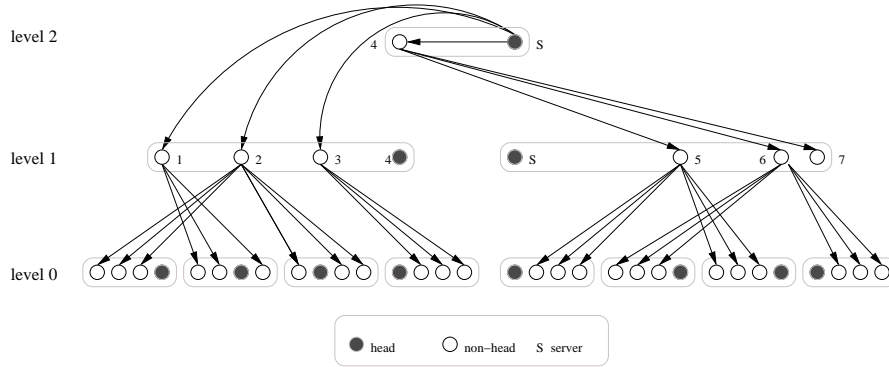 level 2
4
S
level 1
1
2
3
4
S
5
6
7
level 0
head
non−head
S server